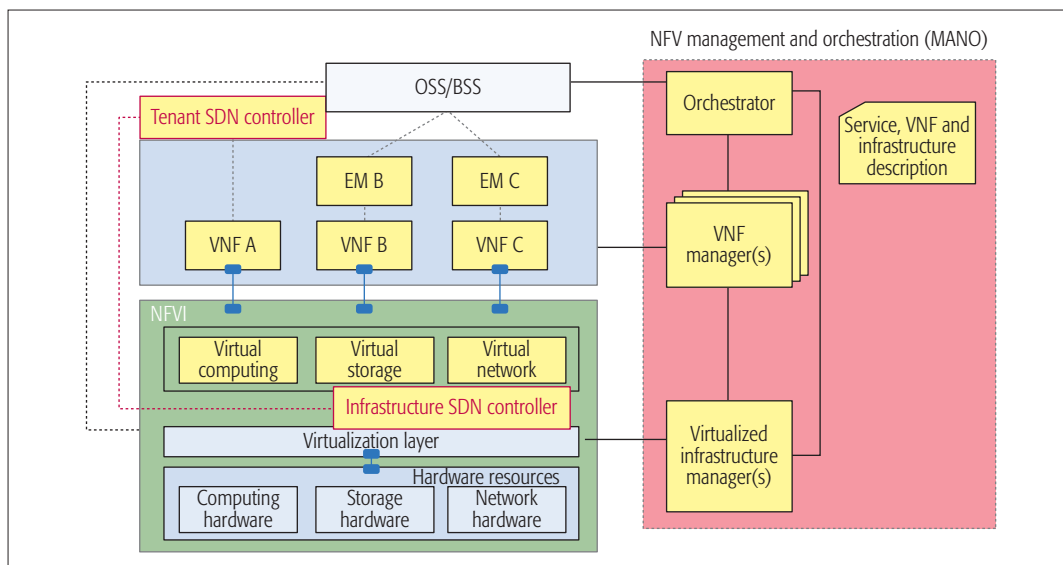 NFV management and orchestration (MANO)
OSS/BSS
Orchestrator
Tenant SDN controller
Service, VNF and
infrastructure
description
EM B
EM C
VNF A
VNF B
VNF C
VNF
manager(s)
NFVI
Virtual
computing
Virtual
storage
Virtual
network
Infrastructure SDN controller
Virtualization layer
Virtualized
infrastructure
manager(s)
Hardware resources
Computing
hardware
Storage
hardware
Network
hardware